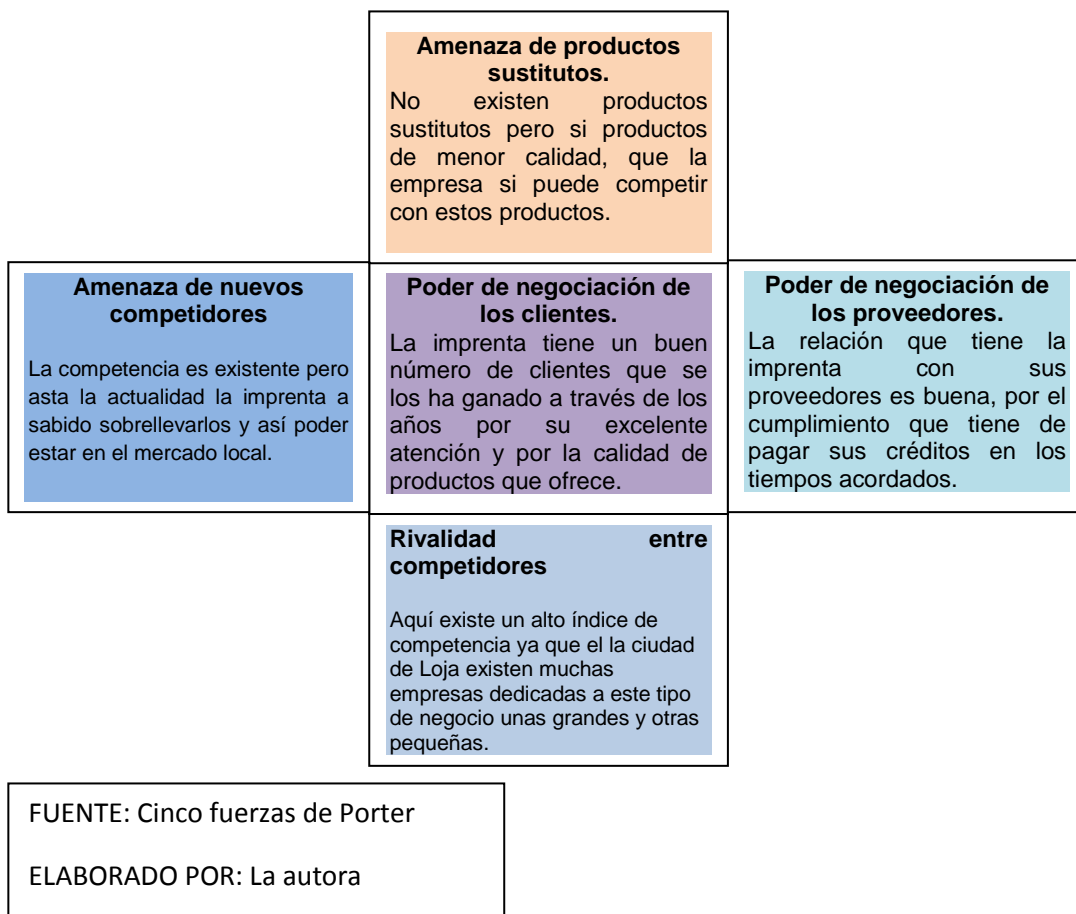 Amenaza de productos
sustitutos.
No existen productos
sustitutos pero si productos
de menor calidad, que la
empresa si puede competir
con estos productos.
Amenaza de nuevos
competidores
La competencia es existente pero
asta la actualidad la imprenta a
sabido sobrellevarlos y así poder
estar en el mercado local.
Poder de negociación de
los clientes.
La imprenta tiene un buen
número de clientes que se
los ha ganado a través de los
años por su excelente
atención y por la calidad de
productos que ofrece.
Poder de negociación de
los proveedores.
La relación que tiene la
imprenta con sus
proveedores es buena, por el
cumplimiento que tiene de
pagar sus créditos en los
tiempos acordados.
Rivalidad entre
competidores
Aquí existe un alto índice de
competencia ya que el la ciudad
de Loja existen muchas
empresas dedicadas a este tipo
de negocio unas grandes y otras
pequeñas.
FUENTE: Cinco fuerzas de Porter
ELABORADO POR: La autora